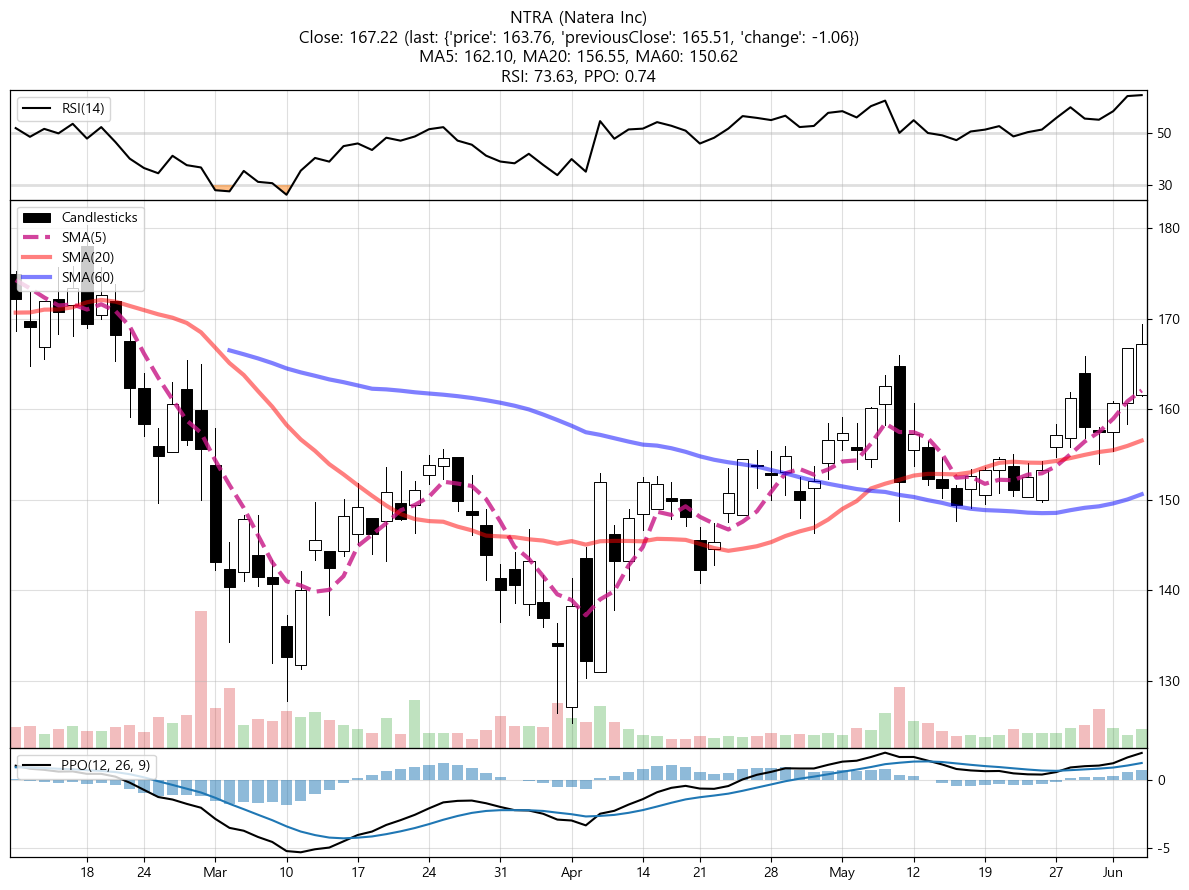 NTRA (Natera Inc)
Close: 167.22 (last: {'price': 163.76, 'previousClose': 165.51, 'change': -1.06})
MA5: 162.10, MA20: 156.55, MA60: 150.62
RSI: 73.63, PPO: 0.74
RSI(14)
50
30
Candlesticks
SMA(5)
SMA(20)
SMA(60)
180
170
160
150
140
130
PPO(12, 26, 9)
0
-5
18 24 Mar 10 17 24 Apr 14 21 28 May 12 19 27 Jun